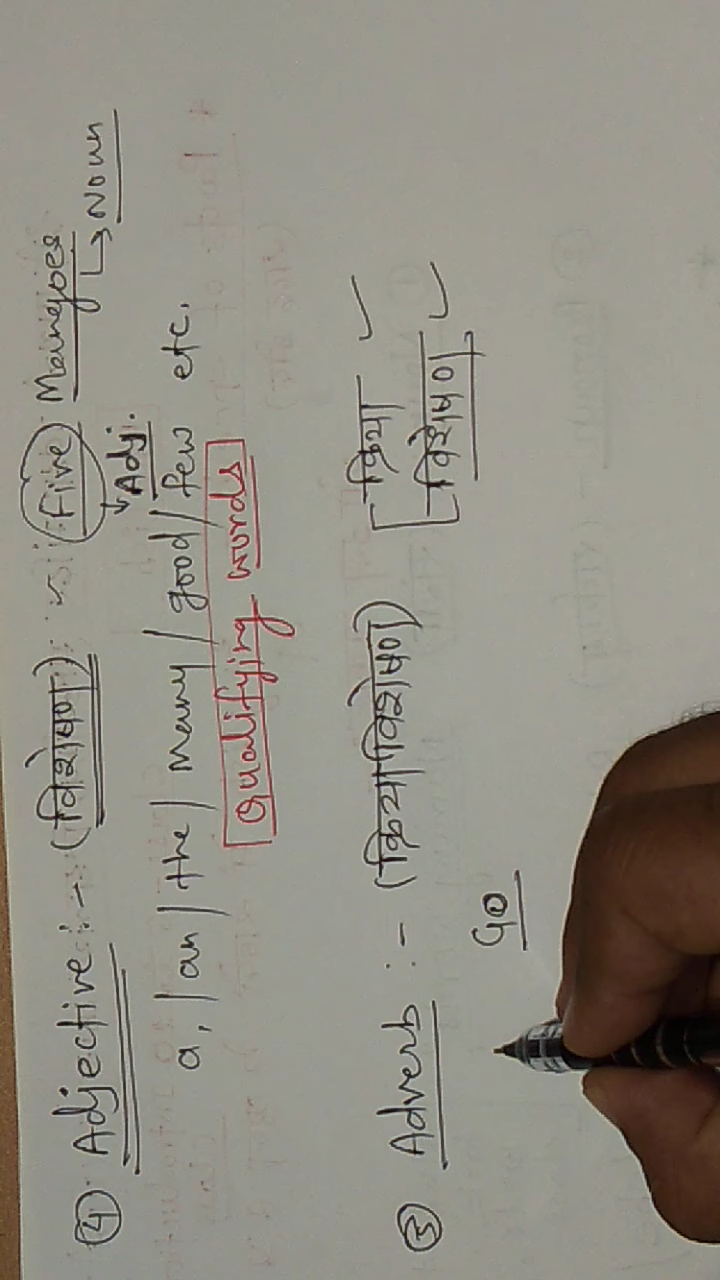 ④ Adjective :- (विशेषण) :- five Mangoes
Adj. Noun
a, / an / the / many / good / few etc.
Qualifying words
⑤ Adverb :- (क्रियाविशेषण) [क्रिया ✓
विशेषण ✓
Go